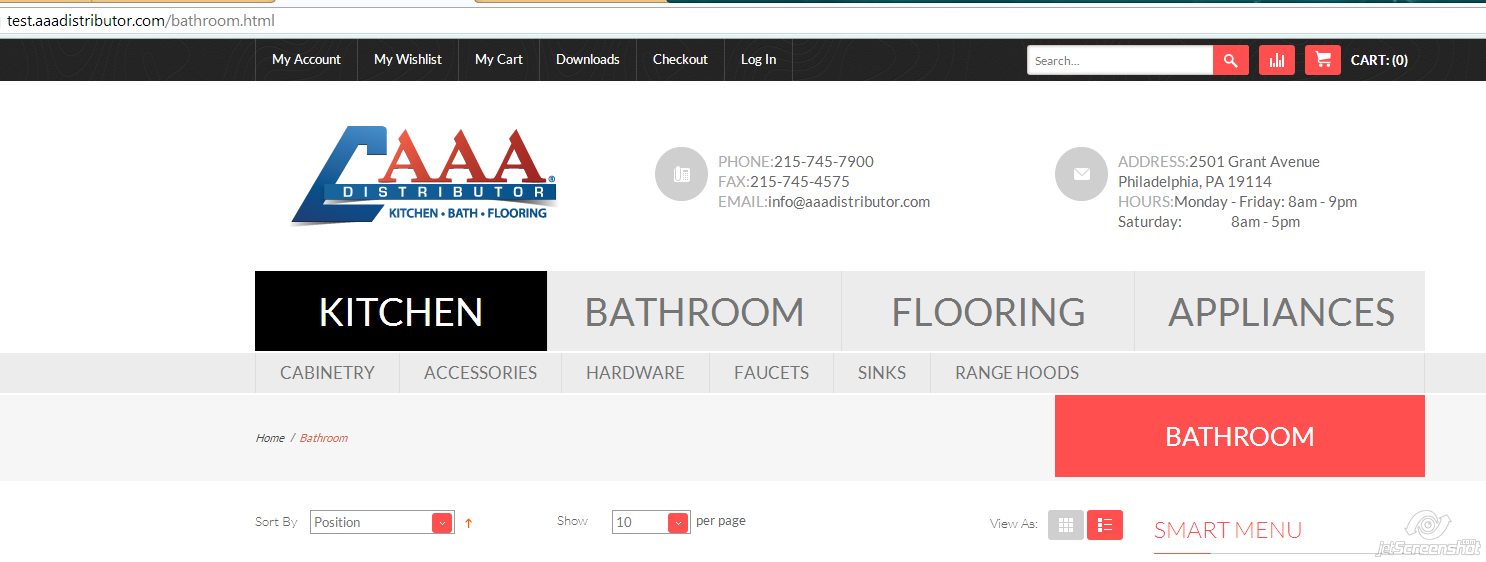 test.aaadistributor.com/bathroom.html
My Account My Wishlist My Cart Downloads Checkout Log In Search... CART: (0)
AAA®
DISTRIBUTOR
KITCHEN • BATH • FLOORING
PHONE:215-745-7900
FAX:215-745-4575
EMAIL:info@aaadistributor.com
ADDRESS:2501 Grant Avenue
Philadelphia, PA 19114
HOURS:Monday - Friday: 8am - 9pm
Saturday: 8am - 5pm
KITCHEN BATHROOM FLOORING APPLIANCES
CABINETRY ACCESSORIES HARDWARE FAUCETS SINKS RANGE HOODS
Home / Bathroom
BATHROOM
Sort By Position Show 10 per page View As:
SMART MENU
jetScreenshot.com